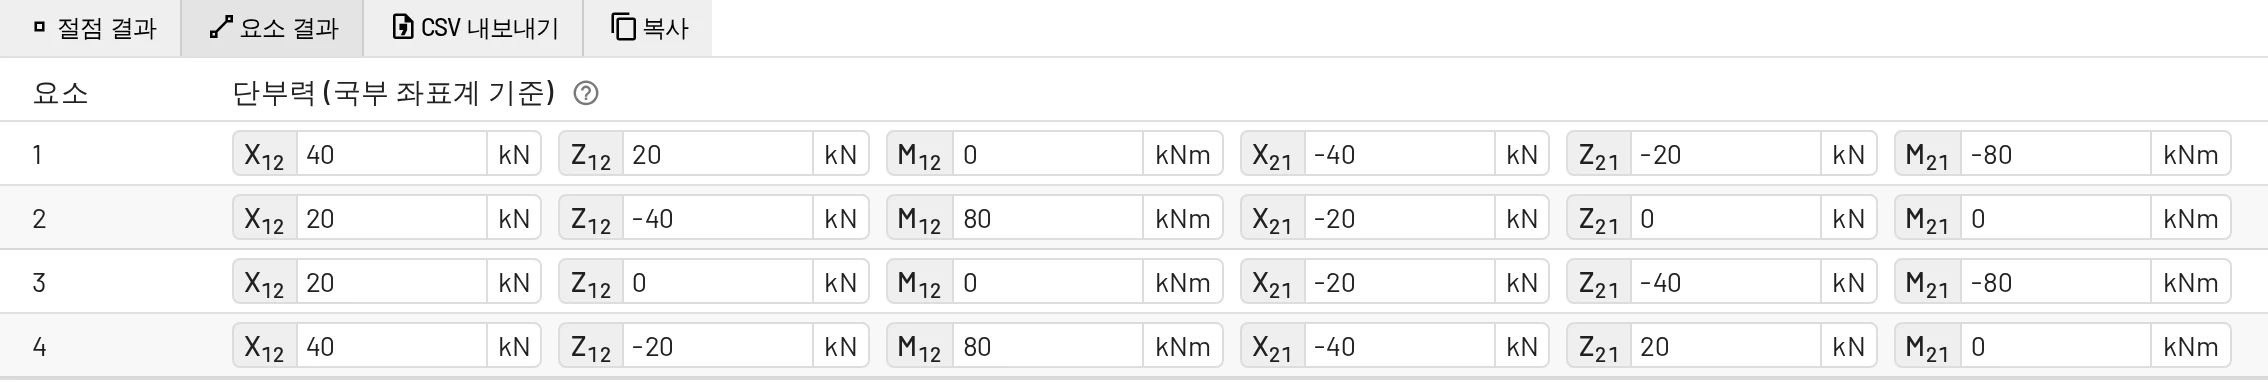 절점 결과 요소 결과 CSV 내보내기 복사
요소 단부력 (국부 좌표계 기준) ?
1 X12 40 kN Z12 20 kN M12 0 kNm X21 -40 kN Z21 -20 kN M21 -80 kNm
2 X12 20 kN Z12 -40 kN M12 80 kNm X21 -20 kN Z21 0 kN M21 0 kNm
3 X12 20 kN Z12 0 kN M12 0 kNm X21 -20 kN Z21 -40 kN M21 -80 kNm
4 X12 40 kN Z12 -20 kN M12 80 kNm X21 -40 kN Z21 20 kN M21 0 kNm